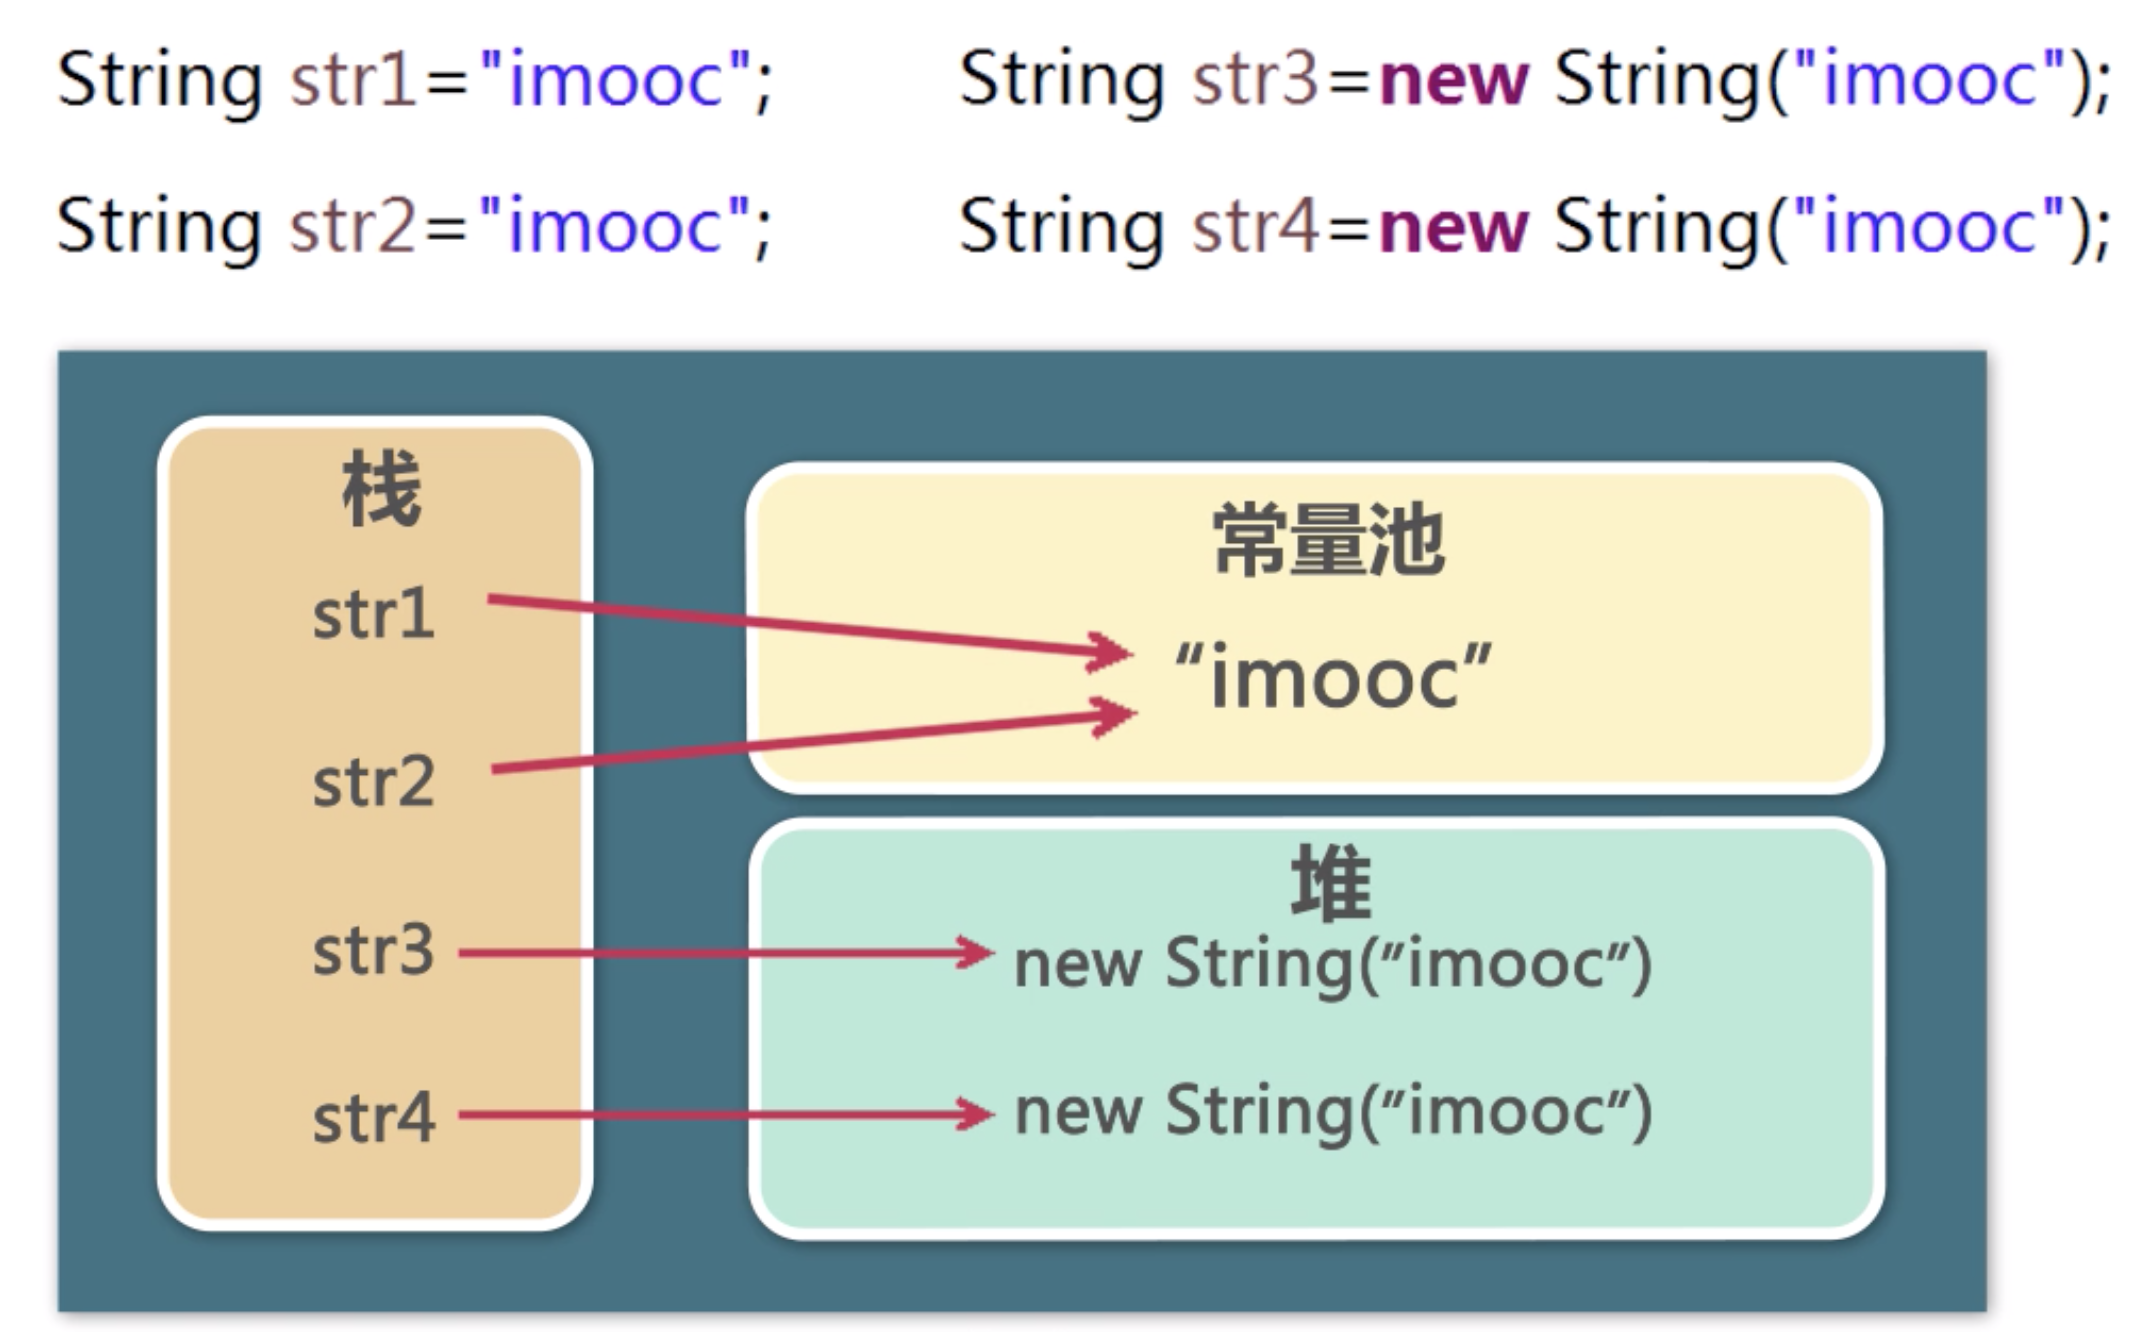 String str1="imooc"; String str3=new String("imooc");
String str2="imooc"; String str4=new String("imooc");
栈
str1
str2
str3
str4
常量池
“imooc”
堆
new String(“imooc”)
new String(“imooc”)